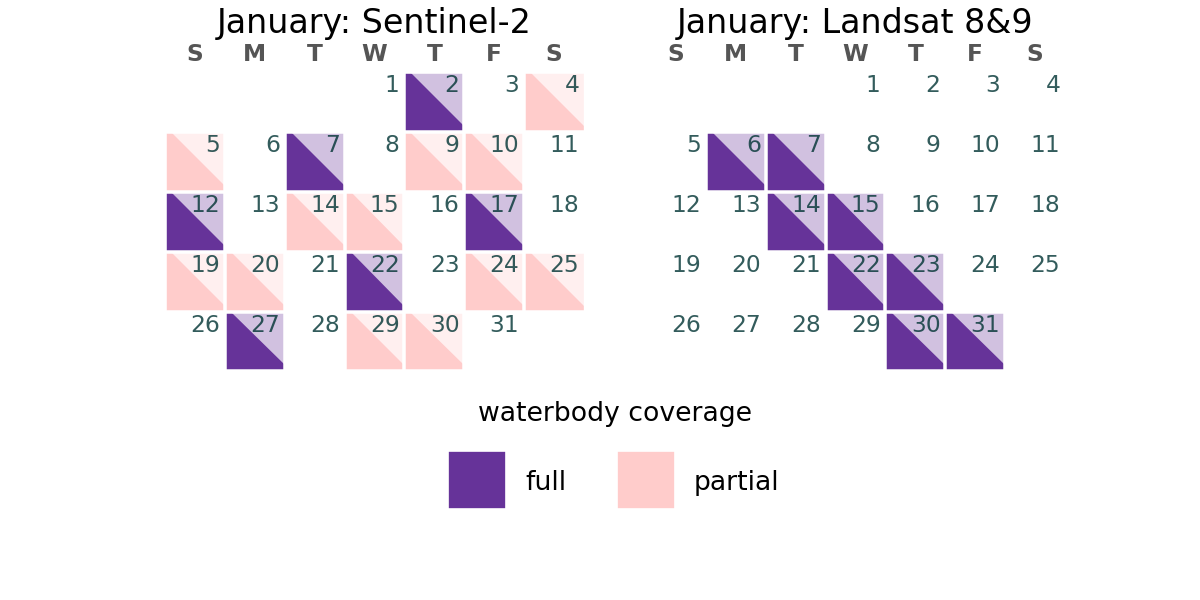 January: Sentinel-2
S M T W T F S
1 2 3 4
5 6 7 8 9 10 11
12 13 14 15 16 17 18
19 20 21 22 23 24 25
26 27 28 29 30 31
January: Landsat 8&9
S M T W T F S
1 2 3 4
5 6 7 8 9 10 11
12 13 14 15 16 17 18
19 20 21 22 23 24 25
26 27 28 29 30 31
waterbody coverage
full partial